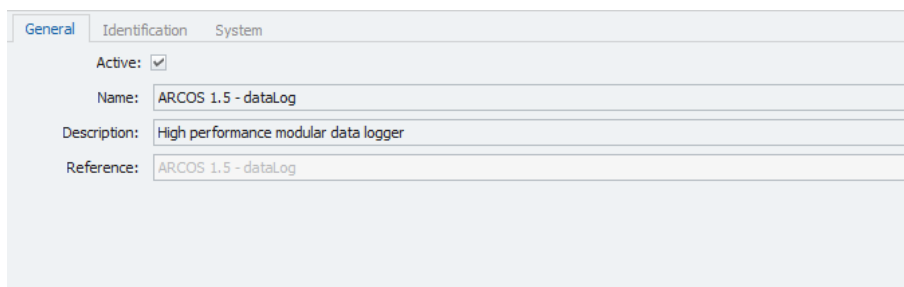 General Identification System
Active:
Name: ARCOS 1.5 - dataLog
Description: High performance modular data logger
Reference: ARCOS 1.5 - dataLog